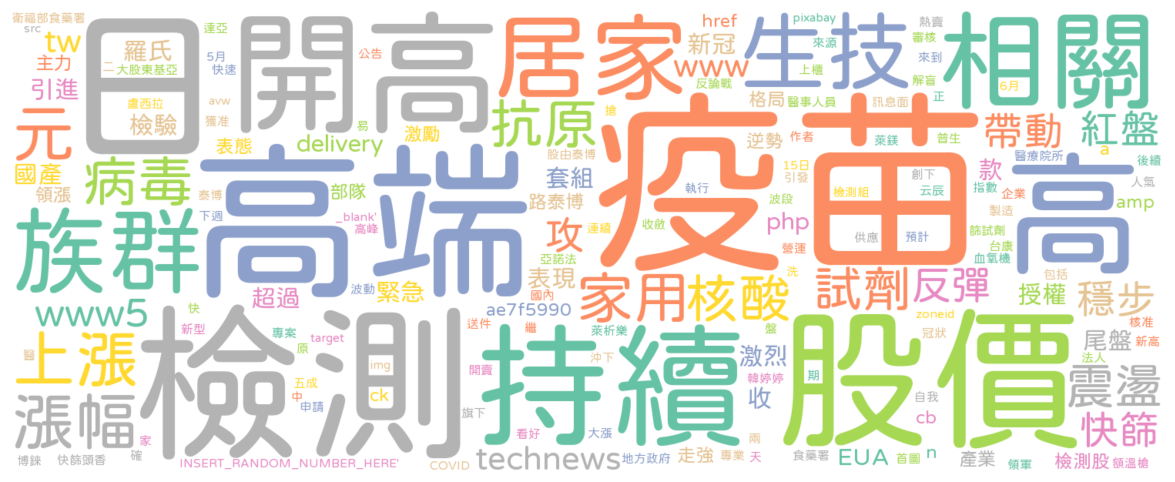 衛福部食藥署
src
tw
主力
引進
元
國產
領漲
日
羅氏
二
大股東基亞
盧西拉
檢驗
達亞
5月
快速
avw
獲准
表態
開高
公告
易
delivery
激勵
居家
抗原
搶
股由泰博
href
新冠
www
生技
pixabay
來源
上櫃
反論戰
格局
醫事人員
訊息面
逆勢
作者
熱賣
審核
來到
解盲
正
萊鎂
普生
相關
6月
帶動
紅盤
a
後續
病毒
泰博
下週
族群
高端
部隊
_blank'
高峰
套組
路泰博
攻
連續
亞諾法
表現
國內
疫苗
執行
收斂
15日
引發
波段
php
營運
檢測組
創下
云辰
供應
預計
款
指數
醫療院所
企業
製造
篩試劑
台康
血氧機
高
人氣
amp
包括
授權
穩步
核准
新高
www5
超過
波動
緊急
ae7f5990
家用
核酸
洗
試劑
反彈
zoneid
冠狀
尾盤
法人
快
新型
專案
原
target
醫
上漲
漲幅
家
確
博錸
快篩頭香
檢測
五成
中
申請
img
ck
INSERT_RANDOM_NUMBER_HERE'
COVID
送件
繼
萊析樂
開賣
沖下
旗下
持續
看好
大漲
technews
地方政府
激烈
盤
韓婷婷
收
走強
專業
兩
天
股價
期
自我
cb
食藥署
EUA
首圖
n
震盪
快篩
產業
領軍
檢測股
額溫槍